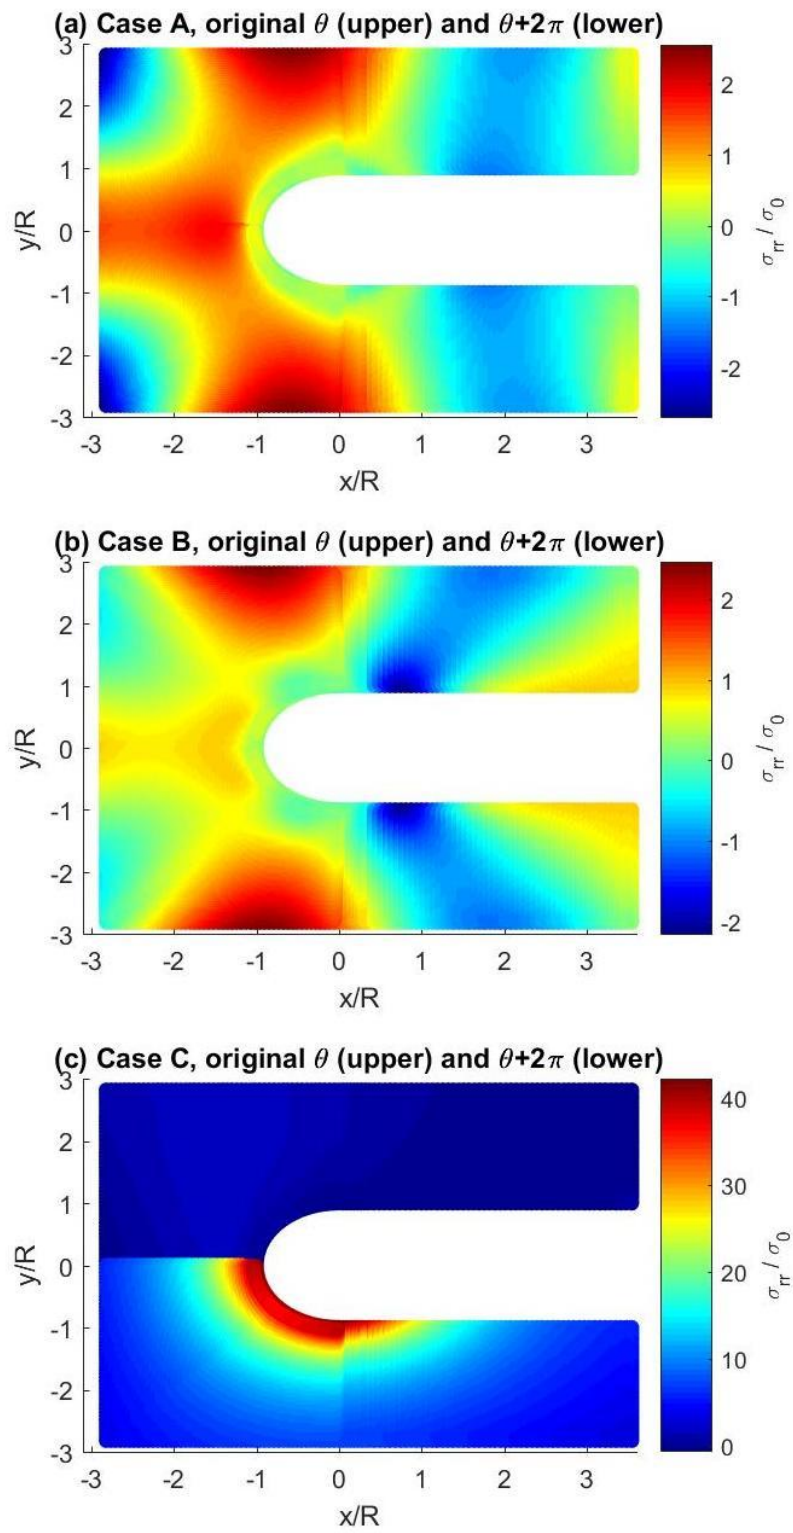 (a) Case A, original θ (upper) and θ+2π (lower)
3
2
1
0
-1
-2
-3
y/R
-3 -2 -1 0 1 2 3
x/R
2
1
0
-1
-2
σrr / σ0
(b) Case B, original θ (upper) and θ+2π (lower)
3
2
1
0
-1
-2
-3
y/R
-3 -2 -1 0 1 2 3
x/R
2
1
0
-1
-2
σrr / σ0
(c) Case C, original θ (upper) and θ+2π (lower)
3
2
1
0
-1
-2
-3
y/R
-3 -2 -1 0 1 2 3
x/R
40
30
20
10
0
σrr / σ0